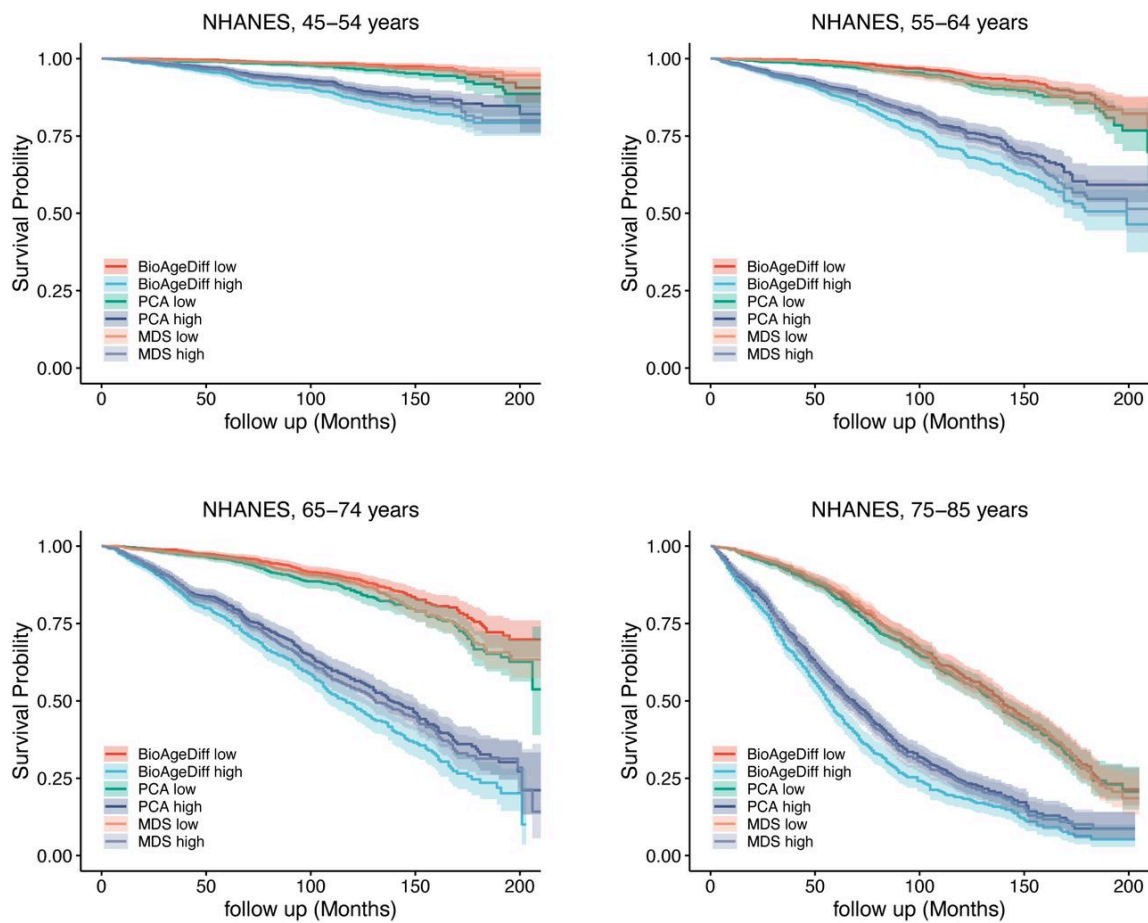 NHANES, 45−54 years
1.00
0.75
0.50
0.25
0.00
Survival Probility
BioAgeDiff low
BioAgeDiff high
PCA low
PCA high
MDS low
MDS high
0 50 100 150 200
follow up (Months)
NHANES, 55−64 years
1.00
0.75
0.50
0.25
0.00
Survival Probility
BioAgeDiff low
BioAgeDiff high
PCA low
PCA high
MDS low
MDS high
0 50 100 150 200
follow up (Months)
NHANES, 65−74 years
1.00
0.75
0.50
0.25
0.00
Survival Probility
BioAgeDiff low
BioAgeDiff high
PCA low
PCA high
MDS low
MDS high
0 50 100 150 200
follow up (Months)
NHANES, 75−85 years
1.00
0.75
0.50
0.25
0.00
Survival Probility
BioAgeDiff low
BioAgeDiff high
PCA low
PCA high
MDS low
MDS high
0 50 100 150 200
follow up (Months)